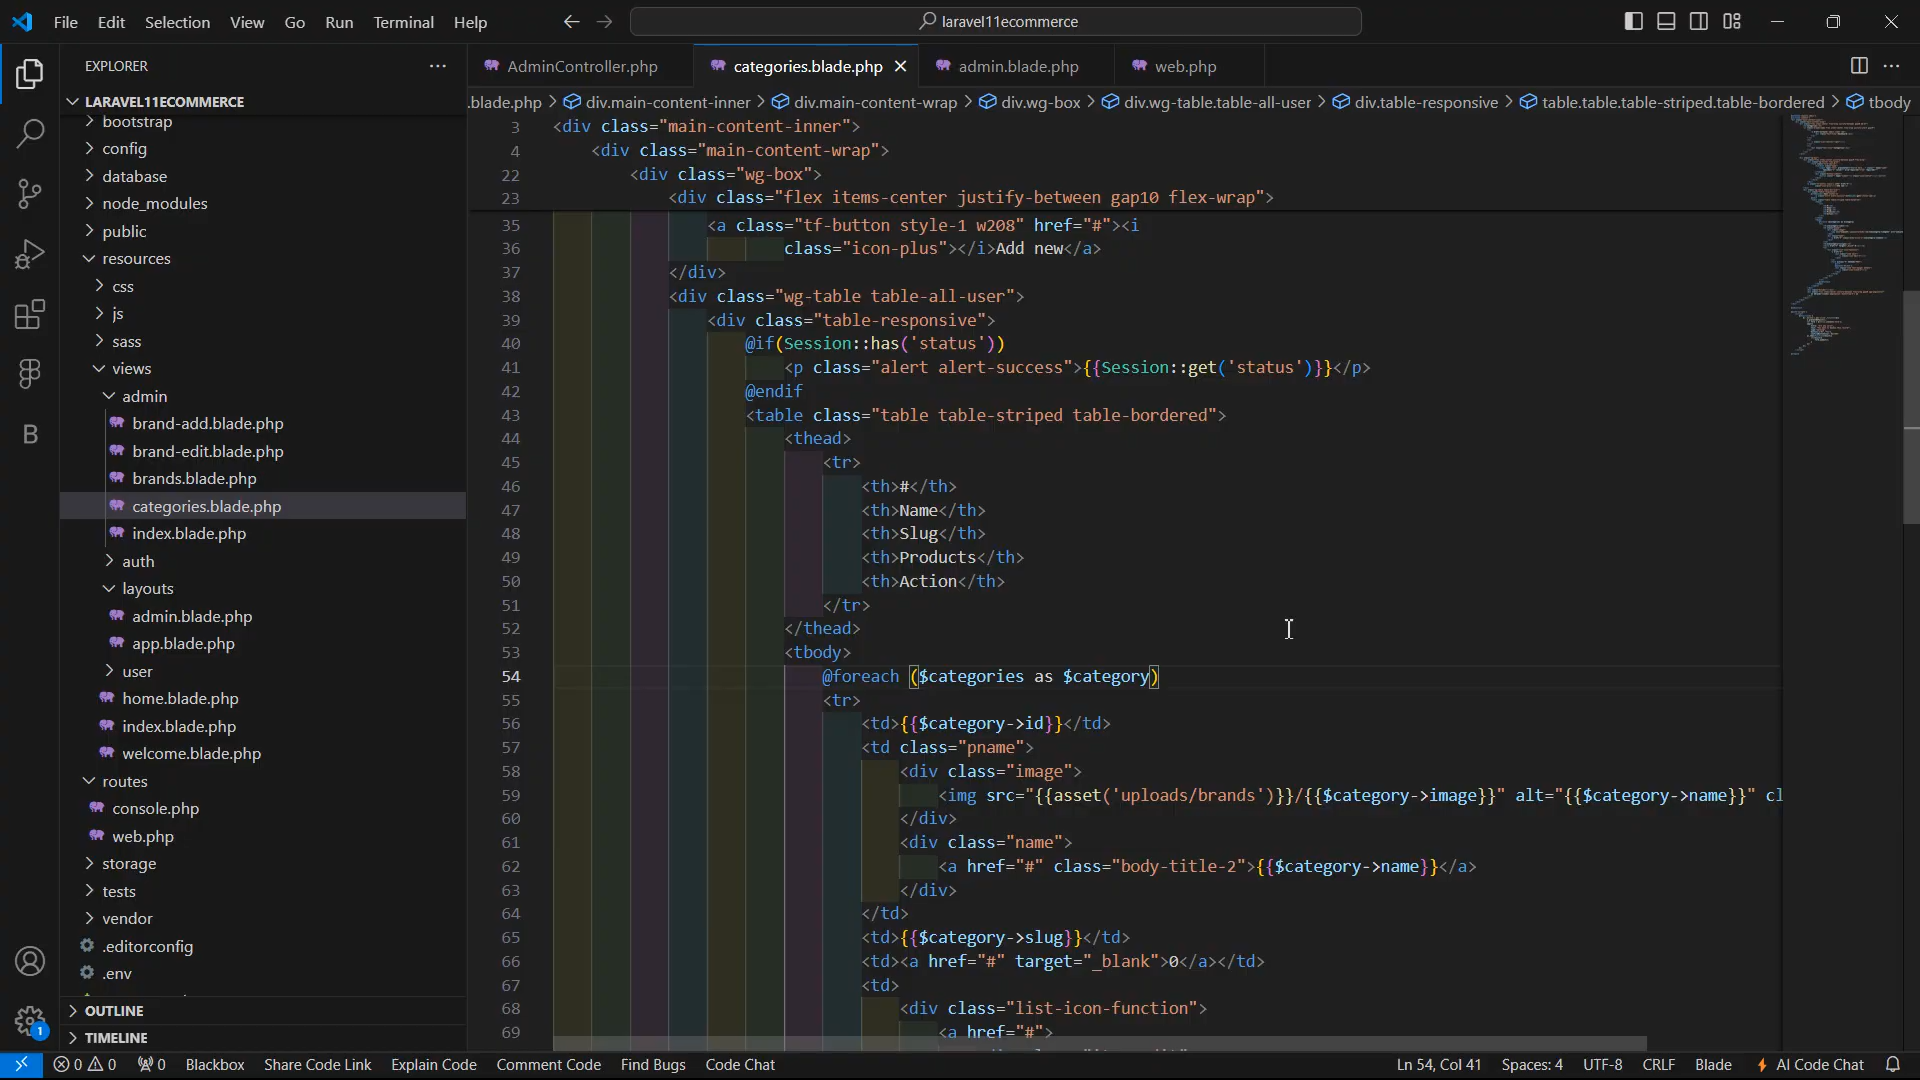 File Edit Selection View Go Run Terminal Help
laravel11ecommerce
EXPLORER
LARAVEL11ECOMMERCE
bootstrap
config
database
node_modules
public
resources
css
js
sass
views
admin
brand-add.blade.php
brand-edit.blade.php
brands.blade.php
categories.blade.php
index.blade.php
auth
layouts
admin.blade.php
app.blade.php
user
home.blade.php
index.blade.php
welcome.blade.php
routes
console.php
web.php
storage
tests
vendor
.editorconfig
.env
OUTLINE
TIMELINE
AdminController.php categories.blade.php admin.blade.php web.php
.blade.php > div.main-content-inner > div.main-content-wrap > div.wg-box > div.wg-table.table-all-user > div.table-responsive > table.table.table-striped.table-bordered > tbody
3 <div class="main-content-inner">
4 <div class="main-content-wrap">
22 <div class="wg-box">
23 <div class="flex items-center justify-between gap10 flex-wrap">
35 <a class="tf-button style-1 w208" href="#"><i
36 class="icon-plus"></i>Add new</a>
37 </div>
38 <div class="wg-table table-all-user">
39 <div class="table-responsive">
40 @if(Session::has('status'))
41 <p class="alert alert-success">{{Session::get('status')}}</p>
42 @endif
43 <table class="table table-striped table-bordered">
44 <thead>
45 <tr>
46 <th>#</th>
47 <th>Name</th>
48 <th>Slug</th>
49 <th>Products</th>
50 <th>Action</th>
51 </tr>
52 </thead>
53 <tbody>
54 @foreach ($categories as $category)
55 <tr>
56 <td>{{$category->id}}</td>
57 <td class="pname">
58 <div class="image">
59 <img src="{{asset('uploads/brands')}}/{{$category->image}}" alt="{{$category->name}}" cl
60 </div>
61 <div class="name">
62 <a href="#" class="body-title-2">{{$category->name}}</a>
63 </div>
64 </td>
65 <td>{{$category->slug}}</td>
66 <td><a href="#" target="_blank">0</a></td>
67 <td>
68 <div class="list-icon-function">
69 <a href="#">
1
0 0 0 Blackbox Share Code Link Explain Code Comment Code Find Bugs Code Chat Ln 54, Col 41 Spaces: 4 UTF-8 CRLF Blade AI Code Chat